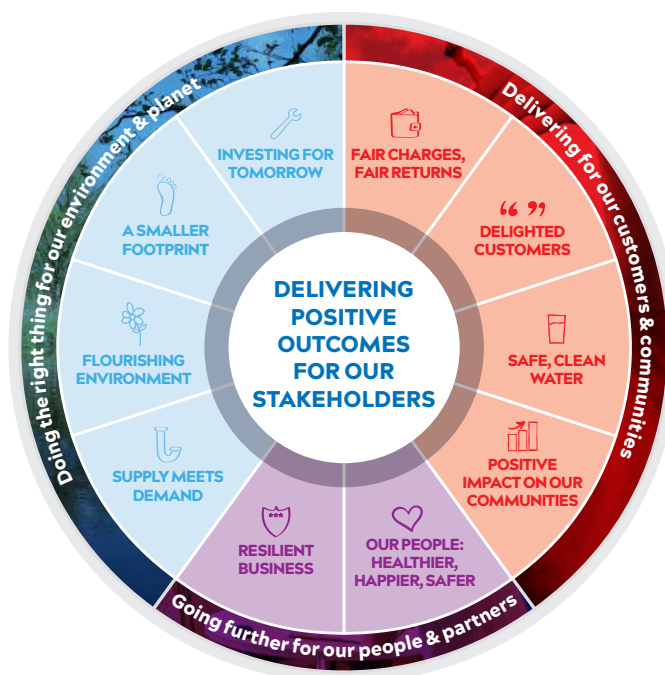 Doing the right thing for our environment & planet
Delivering for our customers & communities
Going further for our people & partners
INVESTING FOR
TOMORROW
FAIR CHARGES,
FAIR RETURNS
A SMALLER
FOOTPRINT
DELIGHTED
CUSTOMERS
FLOURISHING
ENVIRONMENT
SAFE, CLEAN
WATER
SUPPLY MEETS
DEMAND
POSITIVE
IMPACT ON OUR
COMMUNITIES
RESILIENT
BUSINESS
OUR PEOPLE:
HEALTHIER,
HAPPIER, SAFER
DELIVERING
POSITIVE
OUTCOMES
FOR OUR
STAKEHOLDERS